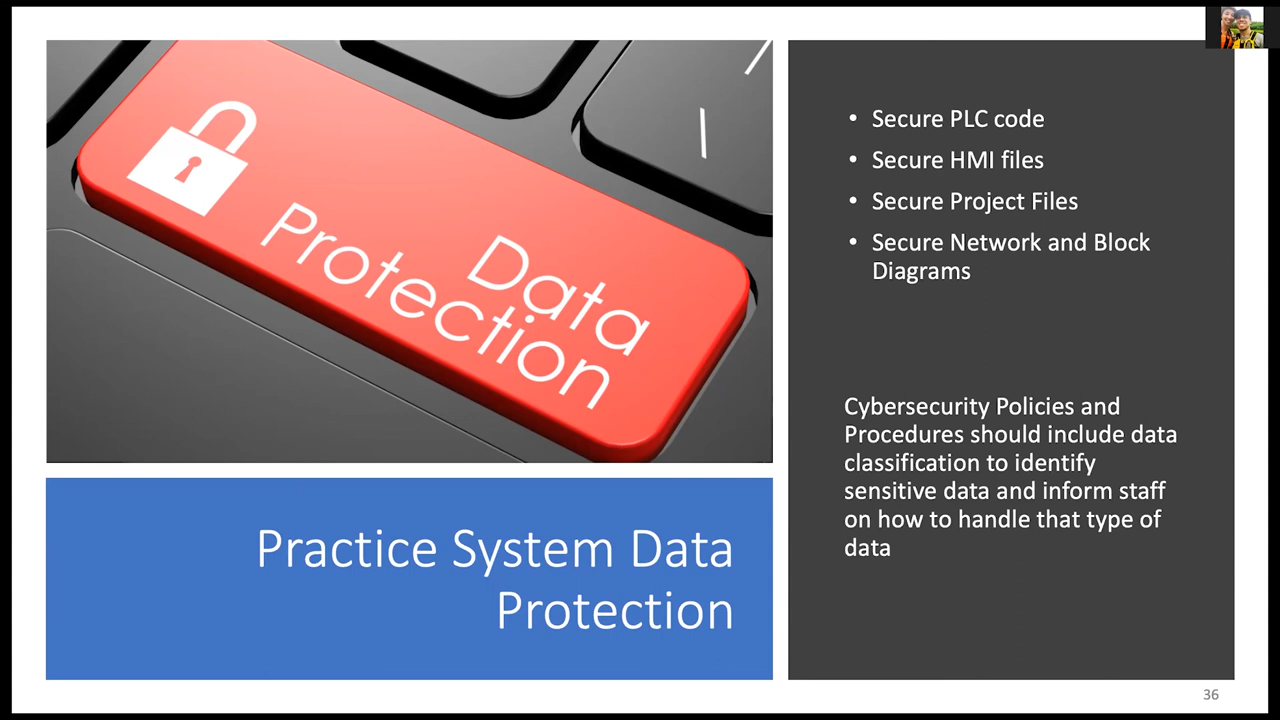 Data
Protection
Practice System Data
Protection
• Secure PLC code
• Secure HMI files
• Secure Project Files
• Secure Network and Block
Diagrams
Cybersecurity Policies and
Procedures should include data
classification to identify
sensitive data and inform staff
on how to handle that type of
data
36